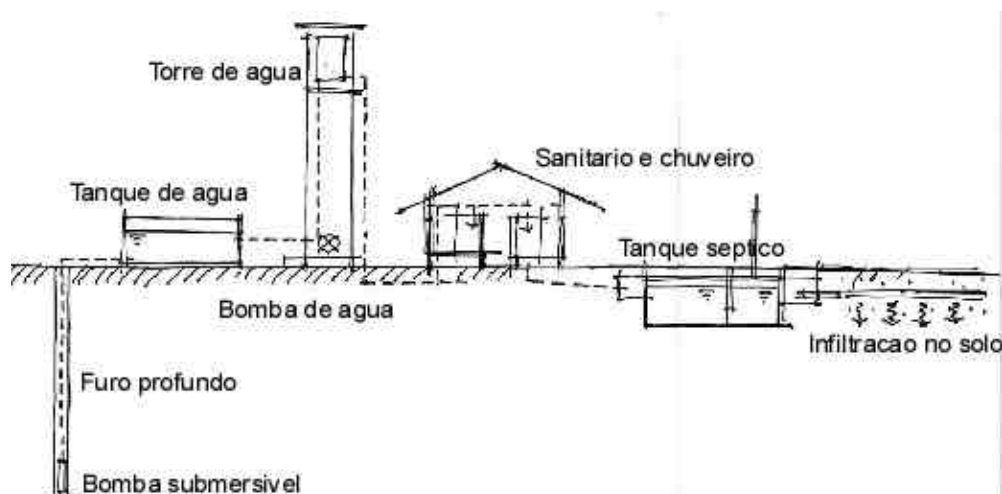 Torre de agua
Sanitario e chuveiro
Tanque de agua
Tanque septico
Bomba de agua
Infiltracao no solo
Furo profundo
Bomba submersivel